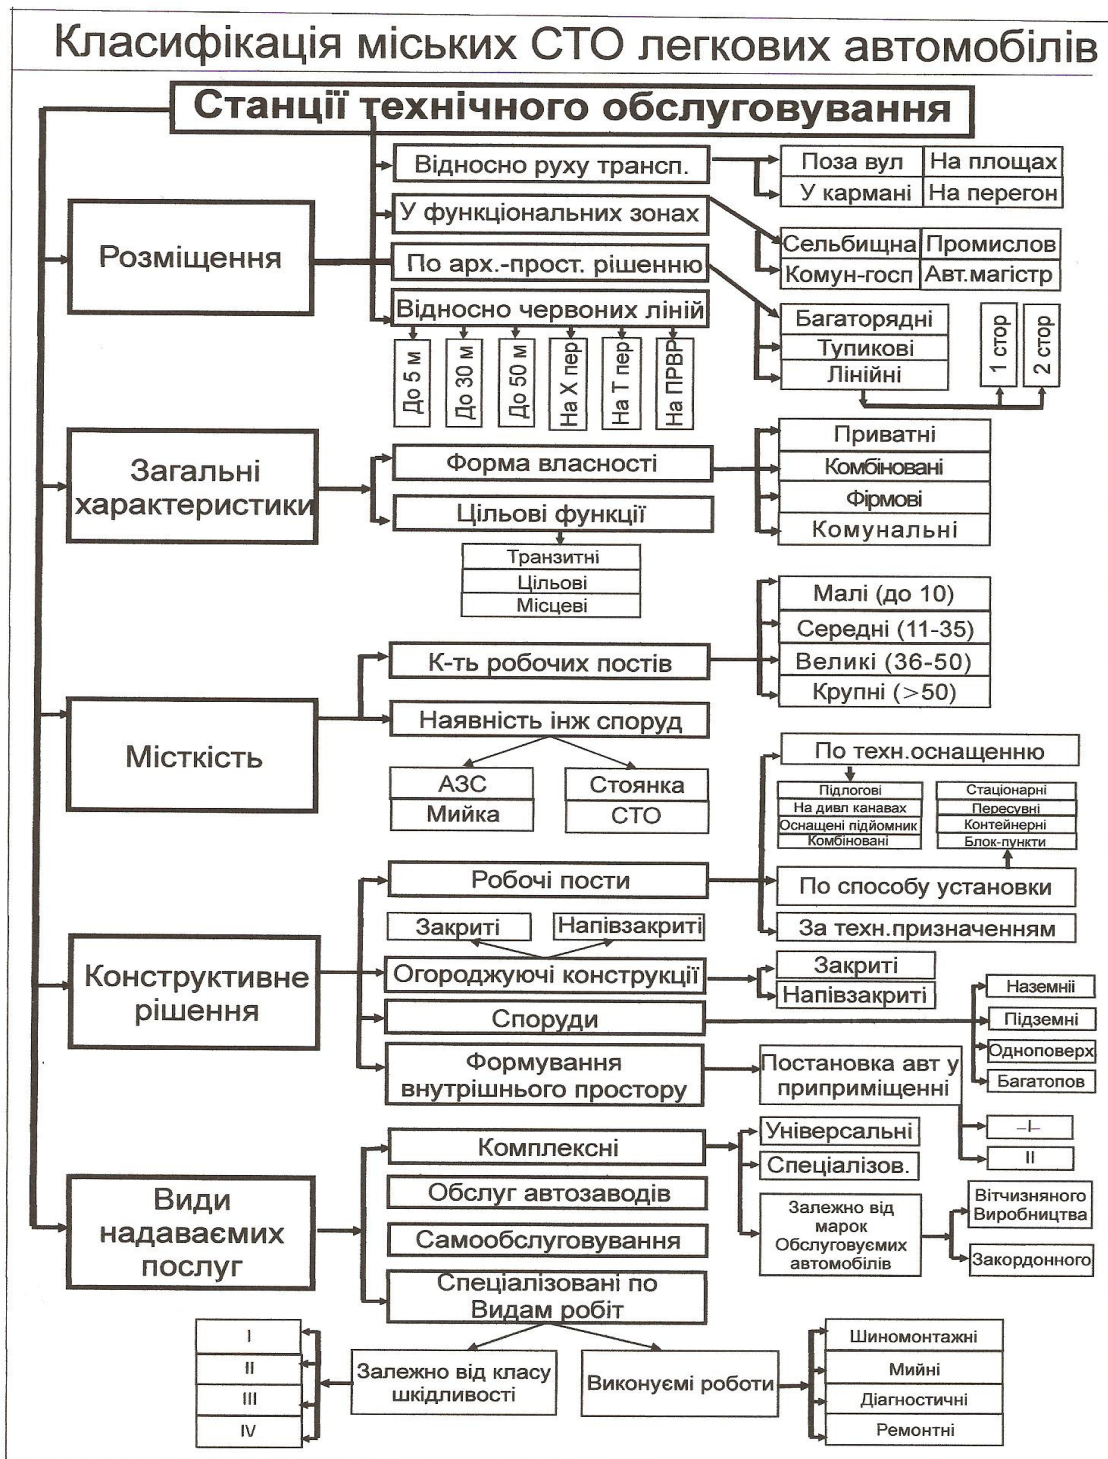 Класифікація міських СТО легкових автомобілів
Станції технічного обслуговування
Розміщення
Відносно руху трансп.
Поза вул
На площах
У кармані
На перегон
У функціональних зонах
Сельбищна
Промислов
Комун-госп
Авт.магістр
По арх.-прост. рішенню
Багаторядні
Тупикові
Лінійні
1 стор
2 стор
Відносно червоних ліній
До 5 м
До 30 м
До 50 м
На Х пер
На Т пер
На ПРВР
Загальні
характеристики
Форма власності
Приватні
Комбіновані
Фірмові
Комунальні
Цільові функції
Транзитні
Цільові
Місцеві
Місткість
К-ть робочих постів
Малі (до 10)
Середні (11-35)
Великі (36-50)
Крупні (>50)
Наявність інж споруд
АЗС
Мийка
Стоянка
СТО
Конструктивне
рішення
Робочі пости
По техн.оснащенню
Підлогові
На дивл канавах
Оснащені підйомник
Комбіновані
Стаціонарні
Пересувні
Контейнерні
Блок-пункти
По способу установки
За техн.призначенням
Закриті
Напівзакриті
Огороджуючі конструкції
Закриті
Напівзакриті
Споруди
Наземніі
Підземні
Одноповерх
Багатопов
Формування
внутрішнього простору
Постановка авт у
приприміщенні
–І–
ІІ
Види
надаваємих
послуг
Комплексні
Універсальні
Спеціалізов.
Залежно від
марок
Обслуговуємих
автомобілів
Вітчизняного
Виробництва
Закордонного
Обслуг автозаводів
Самообслуговування
Спеціалізовані по
Видам робіт
Залежно від класу
шкідливості
І
ІІ
ІІІ
IV
Виконуємі роботи
Шиномонтажні
Мийні
Діагностичні
Ремонтні